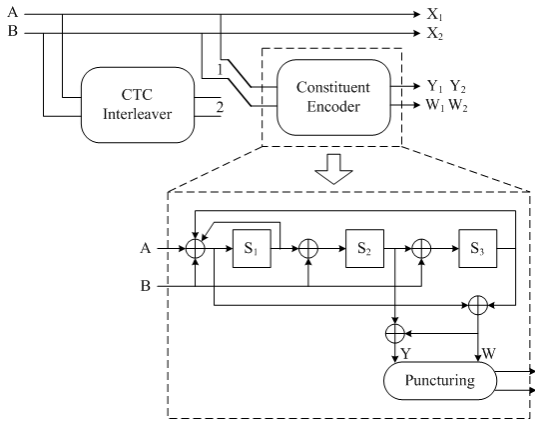 A
B
X₁
X₂
1
CTC
Interleaver
2
Constituent
Encoder
Y₁ Y₂
W₁ W₂
A
S₁
S₂
S₃
B
Y
W
Puncturing